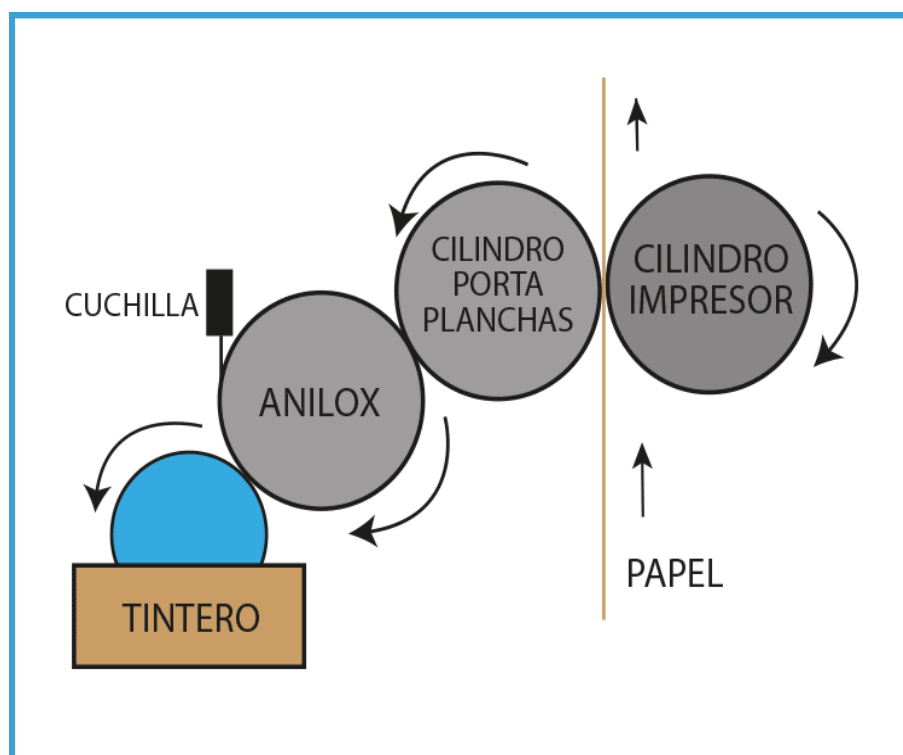 CILINDRO
PORTA
PLANCHAS
CILINDRO
IMPRESOR
CUCHILLA
ANILOX
TINTERO
PAPEL